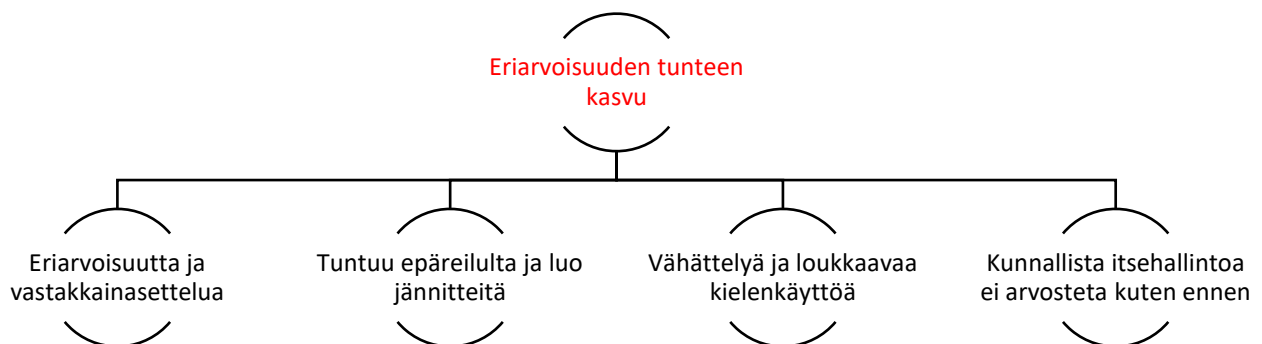 Eriarvoisuuden tunteen
kasvu
Eriarvoisuutta ja
vastakkainasettelua
Tuntuu epäreilulta ja luo
jännitteitä
Vähättelyä ja loukkaavaa
kielenkäyttöä
Kunnallista itsehallintoa
ei arvosteta kuten ennen